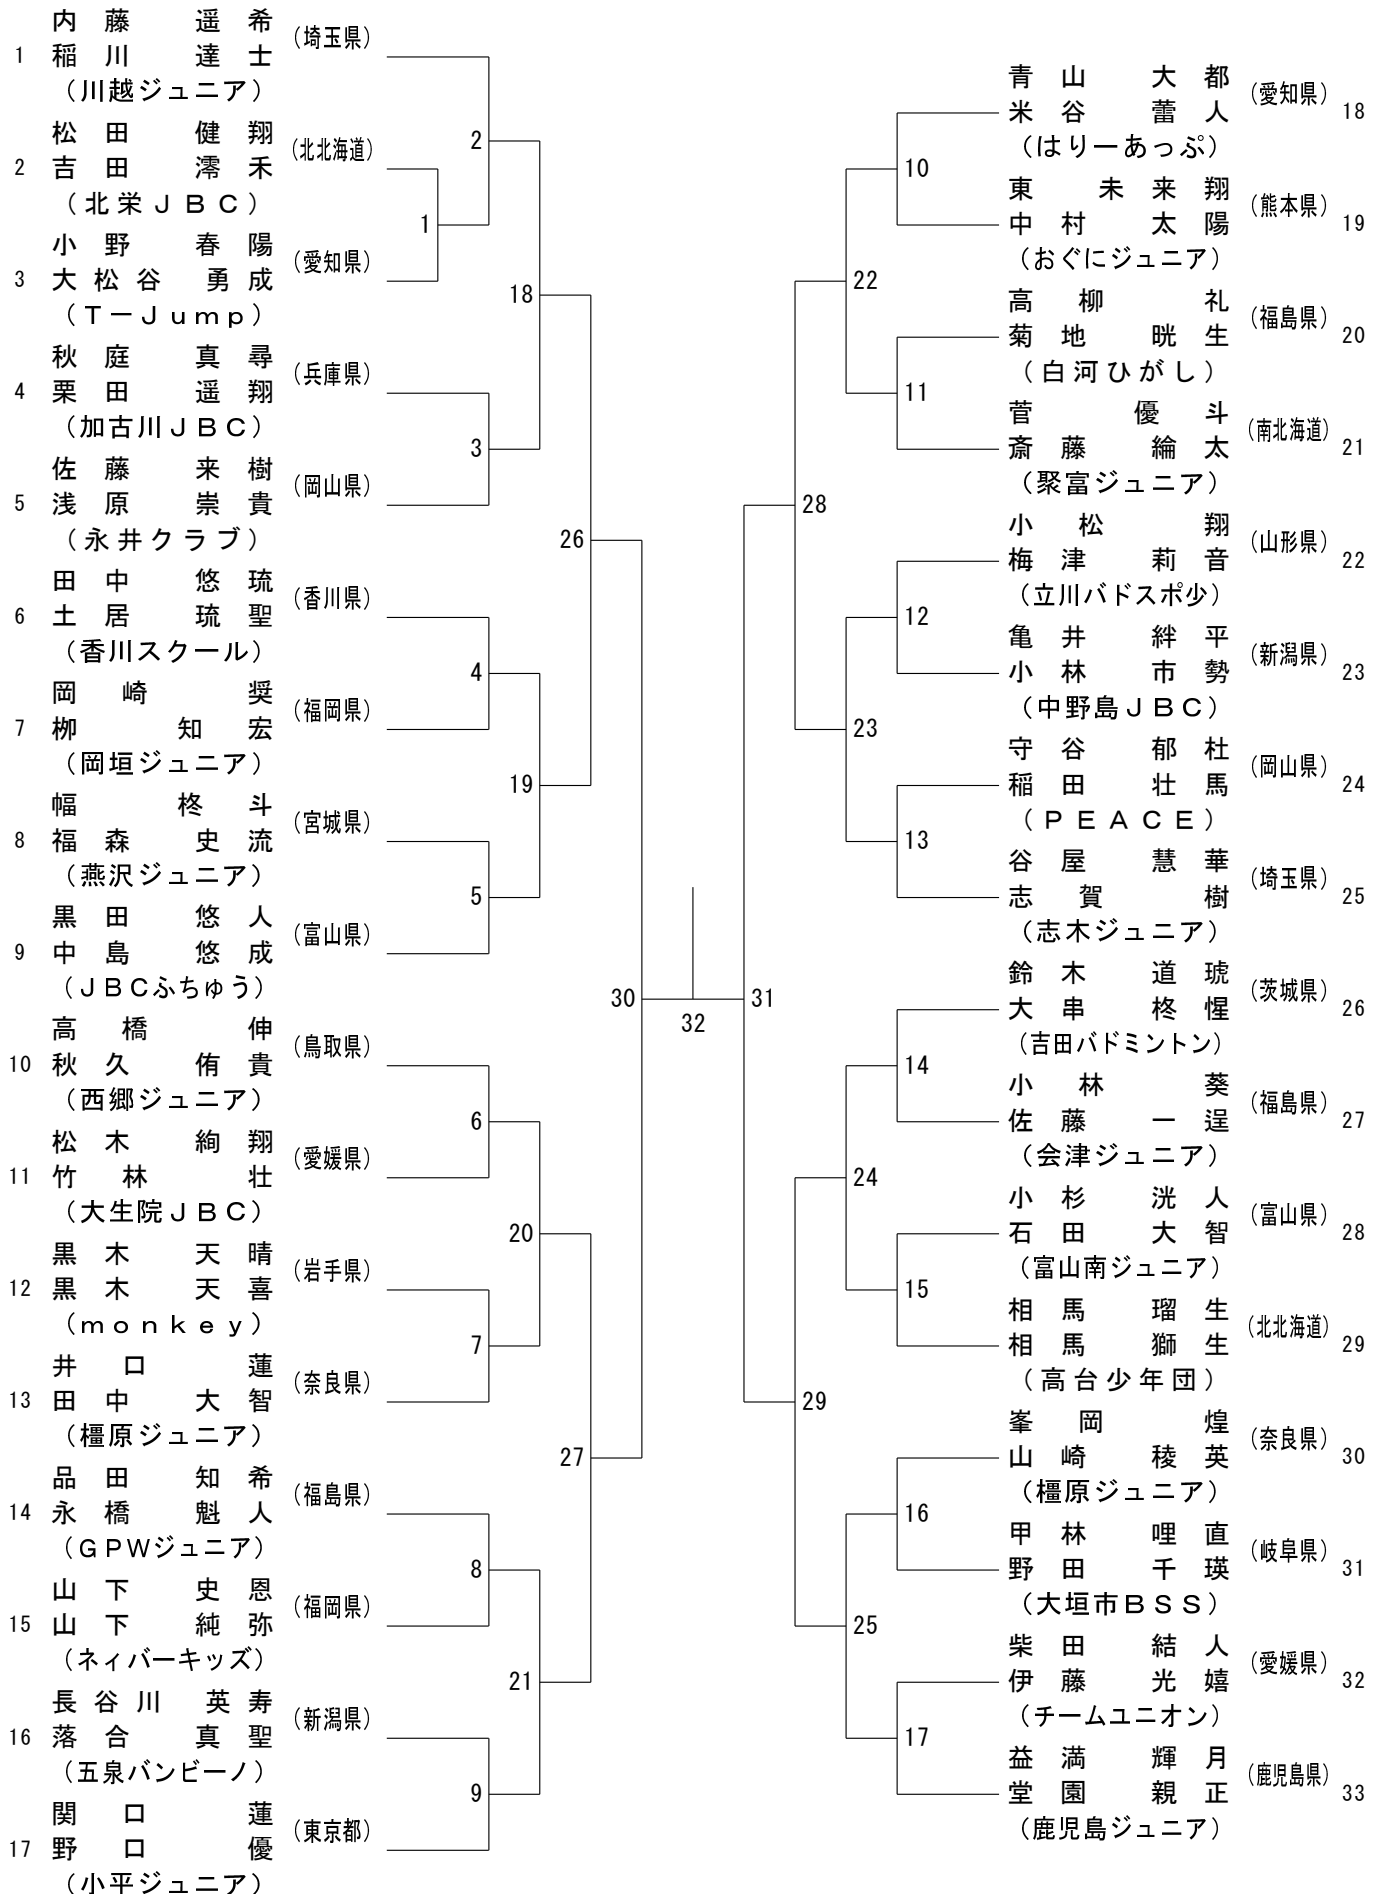 内藤 遥希
(埼玉県)
1 稲川 達士
(川越ジュニア)
松田 健翔
(北北海道)
2 吉田 澪禾
(北栄JBC)
小野 春陽
(愛知県)
3 大松谷 勇成
(T－Jump)
秋庭 真尋
(兵庫県)
4 栗田 遥翔
(加古川JBC)
佐藤 来樹
(岡山県)
5 浅原 崇貴
(永井クラブ)
田中 悠琉
(香川県)
6 土居 琉聖
(香川スクール)
岡崎 奨
(福岡県)
7 栁 知宏
(岡垣ジュニア)
幅 柊斗
(宮城県)
8 福森 史流
(燕沢ジュニア)
黒田 悠人
(富山県)
9 中島 悠成
(JBCふちゅう)
高橋 伸
(鳥取県)
10 秋久 侑貴
(西郷ジュニア)
松木 絢翔
(愛媛県)
11 竹林 壮
(大生院JBC)
黒木 天晴
(岩手県)
12 黒木 天喜
(monkey)
井口 蓮
(奈良県)
13 田中 大智
(橿原ジュニア)
品田 知希
(福島県)
14 永橋 魁人
(GPWジュニア)
山下 史恩
(福岡県)
15 山下 純弥
(ネィバーキッズ)
長谷川 英寿
(新潟県)
16 落合 真聖
(五泉バンビーノ)
関口 蓮
(東京都)
17 野口 優
(小平ジュニア)
2
1
18
3
26
4
19
5
30
6
20
7
27
8
21
9
32
31
10
22
11
28
12
23
13
14
24
15
29
16
25
17
青山 大都
(愛知県)
米谷 蕾人 18
(はりーあっぷ)
東 未来翔
(熊本県)
中村 太陽 19
(おぐにジュニア)
高柳 礼
(福島県)
菊地 晄生 20
(白河ひがし)
菅 優斗
(南北海道)
斎藤 綸太 21
(聚富ジュニア)
小松 翔
(山形県)
梅津 莉音 22
(立川バドスポ少)
亀井 絆平
(新潟県)
小林 市勢 23
(中野島JBC)
守谷 郁杜
(岡山県)
稲田 壮馬 24
(PEACE)
谷屋 慧華
(埼玉県)
志賀 樹 25
(志木ジュニア)
鈴木 道琥
(茨城県)
大串 柊惺 26
(吉田バドミントン)
小林 葵
(福島県)
佐藤 一逞 27
(会津ジュニア)
小杉 洸人
(富山県)
石田 大智 28
(富山南ジュニア)
相馬 瑠生
(北北海道)
相馬 獅生 29
(高台少年団)
峯岡 煌
(奈良県)
山崎 稜英 30
(橿原ジュニア)
甲林 哩直
(岐阜県)
野田 千瑛 31
(大垣市BSS)
柴田 結人
(愛媛県)
伊藤 光嬉 32
(チームユニオン)
益満 輝月
(鹿児島県)
堂園 親正 33
(鹿児島ジュニア)